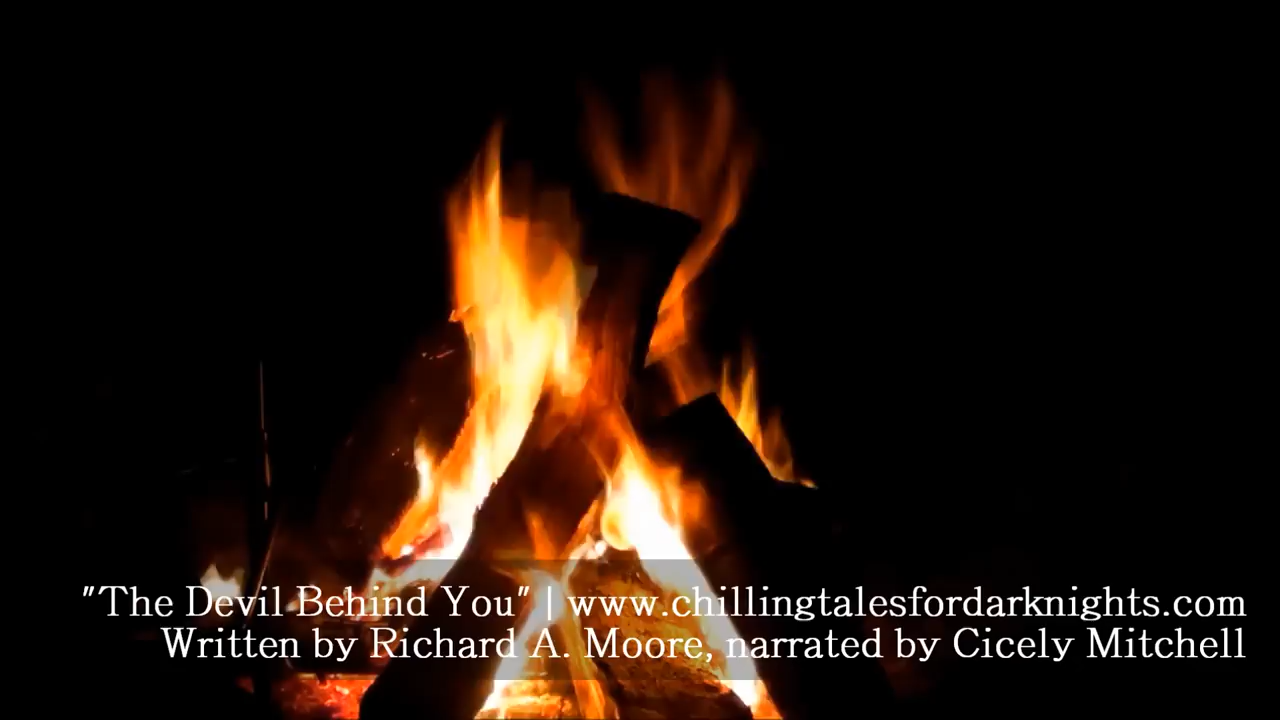 "The Devil Behind You" | www.chillingtalesfordarknights.com
Written by Richard A. Moore, narrated by Cicely Mitchell